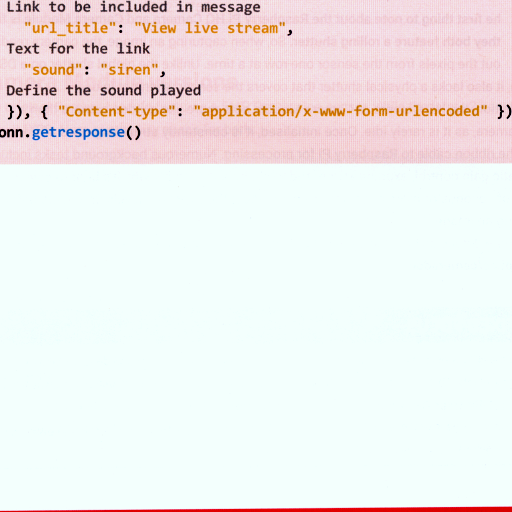 Link to be included in message
"url_title": "View live stream",
Text for the link
"sound": "siren",
Define the sound played
}), { "Content-type": "application/x-www-form-urlencoded" })
onn.getresponse()